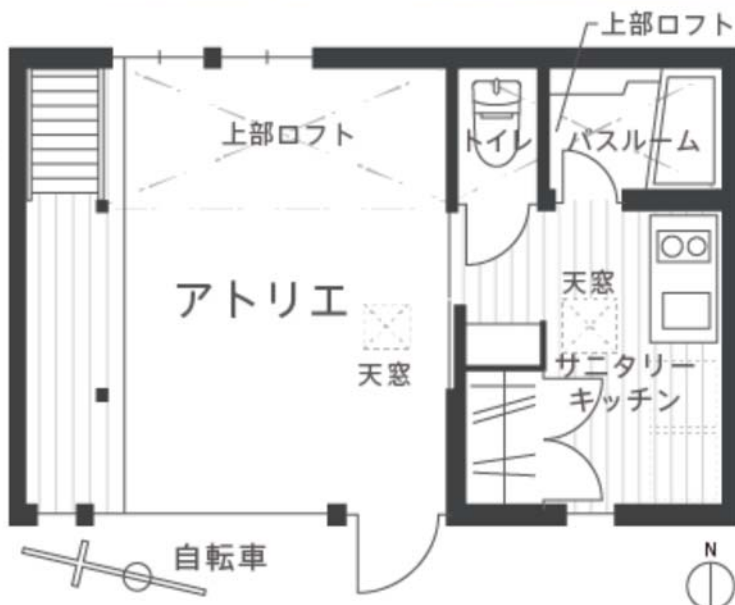 上部ロフト
上部ロフト
トイレ
バスルーム
アトリエ
天窓
天窓
サニタリー
キッチン
自転車
N